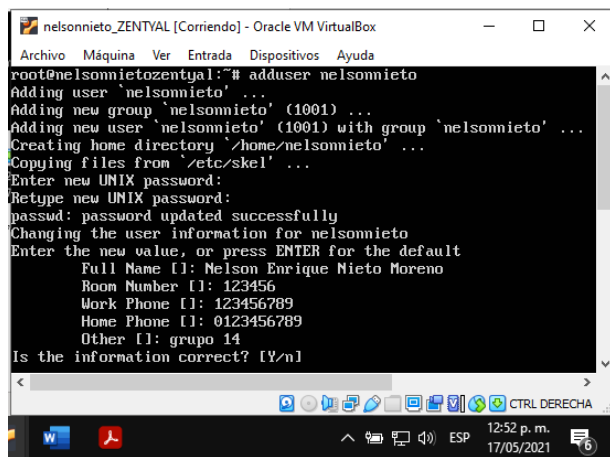 nelsonnieto_ZENTYAL [Corriendo] - Oracle VM VirtualBox
Archivo Máquina Ver Entrada Dispositivos Ayuda
root@nelsonnietozentyal:~# adduser nelsonnieto
Adding user `nelsonnieto' ...
Adding new group `nelsonnieto' (1001) ...
Adding new user `nelsonnieto' (1001) with group `nelsonnieto' ...
Creating home directory `/home/nelsonnieto' ...
Copying files from `/etc/skel' ...
Enter new UNIX password:
Retype new UNIX password:
passwd: password updated successfully
Changing the user information for nelsonnieto
Enter the new value, or press ENTER for the default
Full Name []: Nelson Enrique Nieto Moreno
Room Number []: 123456
Work Phone []: 123456789
Home Phone []: 0123456789
Other []: grupo 14
Is the information correct? [Y/n]
CTRL DERECHA
W
ESP
12:52 p. m.
17/05/2021
6